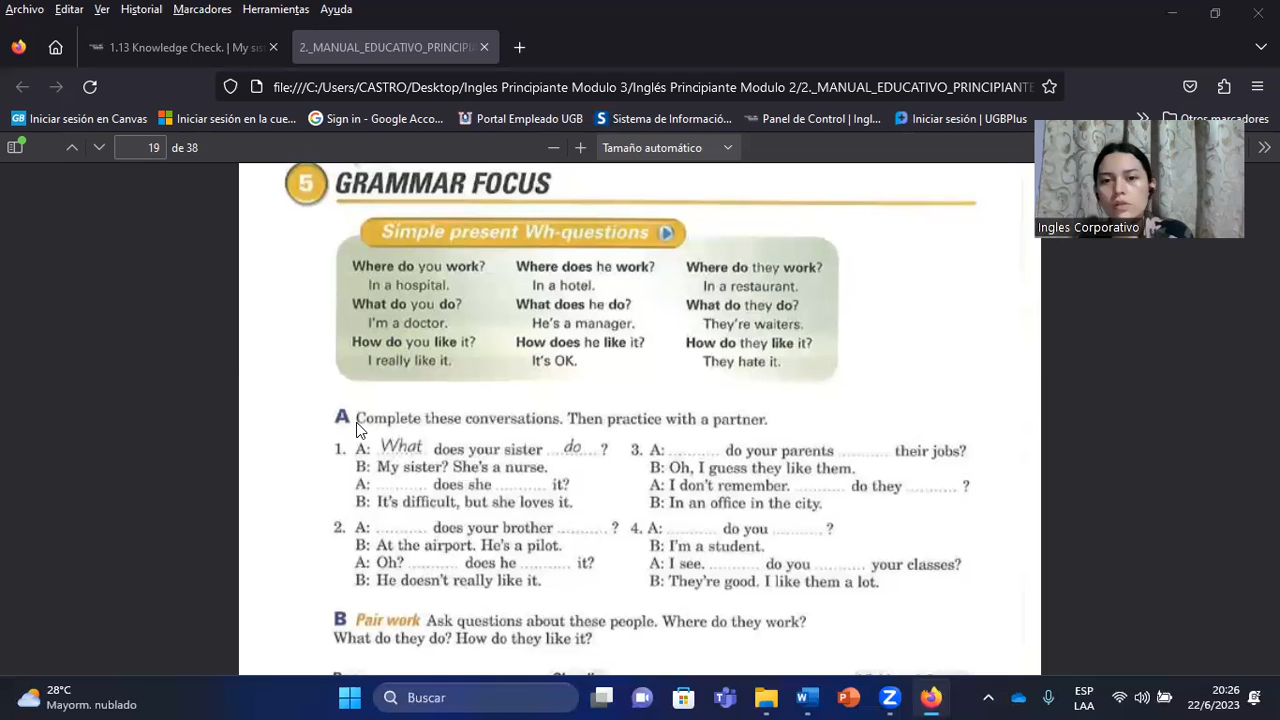 Archivo Editar Ver Historial Marcadores Herramientas Ayuda
1.13 Knowledge Check. | My sis
2._MANUAL_EDUCATIVO_PRINCIPI
file:///C:/Users/CASTRO/Desktop/Ingles Principiante Modulo 3/Inglés Principiante Modulo 2/2._MANUAL_EDUCATIVO_PRINCIPIANTE
GB Iniciar sesión en Canvas
Iniciar sesión en la cue...
Sign in - Google Acco...
Portal Empleado UGB
Sistema de Informació...
Panel de Control | Ingl...
Iniciar sesión | UGBPlus
Otros marcadores
19 de 38
Tamaño automático
Ingles Corporativo
5 GRAMMAR FOCUS
Simple present Wh-questions
Where do you work?
In a hospital.
What do you do?
I'm a doctor.
How do you like it?
I really like it.
Where does he work?
In a hotel.
What does he do?
He's a manager.
How does he like it?
It's OK.
Where do they work?
In a restaurant.
What do they do?
They're waiters.
How do they like it?
They hate it.
A Complete these conversations. Then practice with a partner.
1. A: What does your sister do ?
B: My sister? She's a nurse.
A: ........ does she ........ it?
B: It's difficult, but she loves it.
2. A: ........ does your brother ........ ?
B: At the airport. He's a pilot.
A: Oh? ........ does he ........ it?
B: He doesn't really like it.
3. A: ........ do your parents ........ their jobs?
B: Oh, I guess they like them.
A: I don't remember. ........ do they ........ ?
B: In an office in the city.
4. A: ........ do you ........ ?
B: I'm a student.
A: I see. ........ do you ........ your classes?
B: They're good. I like them a lot.
B Pair work Ask questions about these people. Where do they work?
What do they do? How do they like it?
28°C
Mayorm. nublado
Buscar
ESP
LAA
20:26
22/6/2023